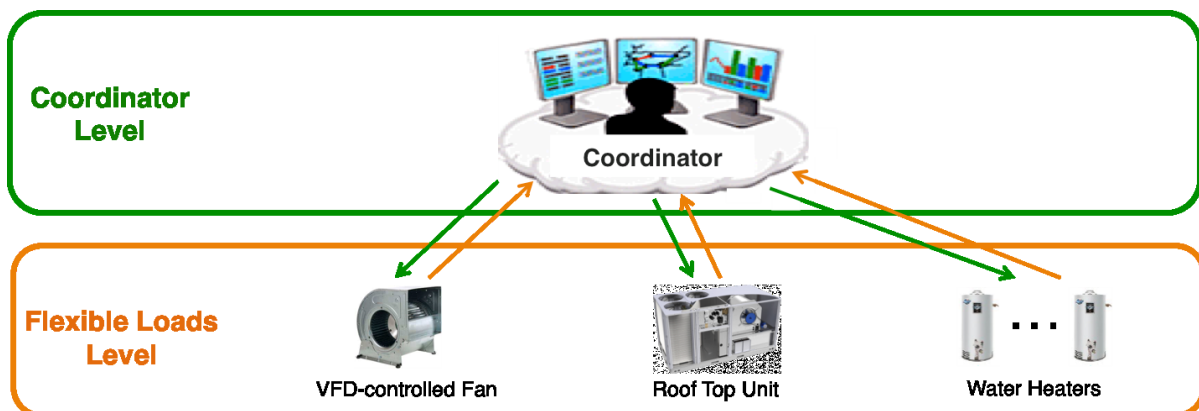 Coordinator
Level
Coordinator
Flexible Loads
Level
VFD-controlled Fan
Roof Top Unit
Water Heaters